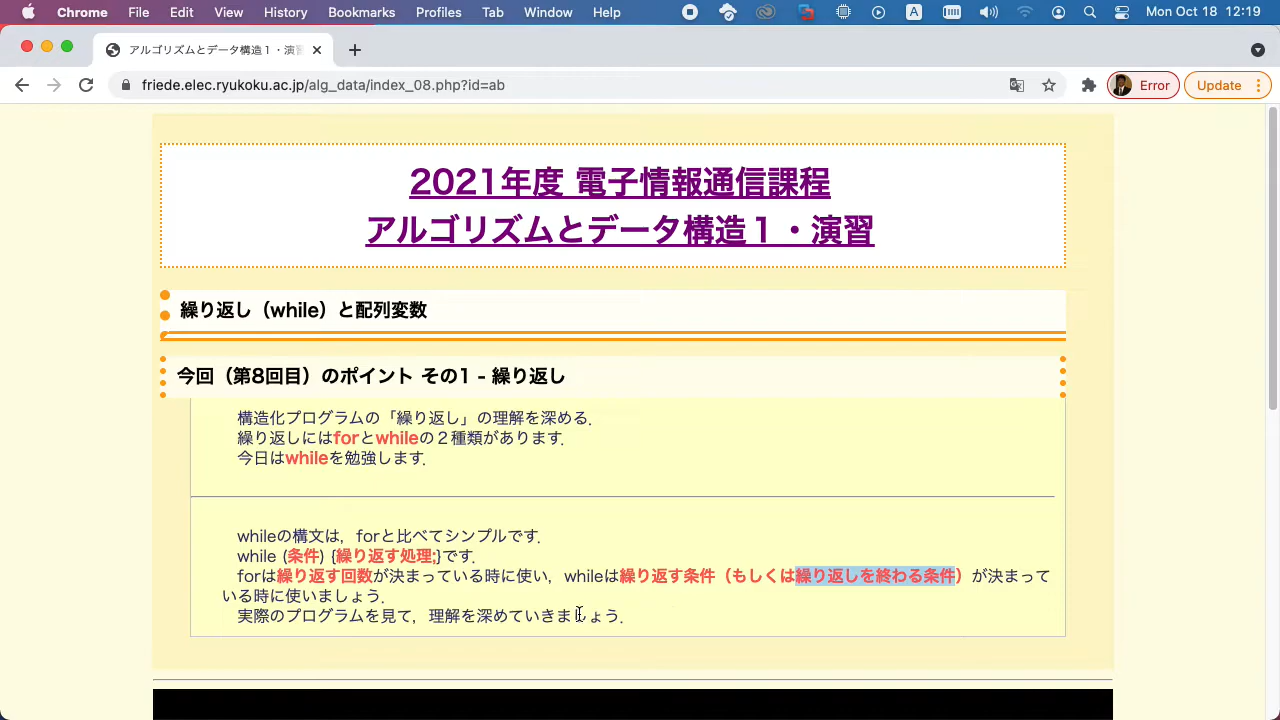 Chrome File Edit View History Bookmarks Profiles Tab Window Help A Mon Oct 18 12:19
アルゴリズムとデータ構造１・演習
friede.elec.ryukoku.ac.jp/alg_data/index_08.php?id=ab Error Update
2021年度 電子情報通信課程
アルゴリズムとデータ構造１・演習
繰り返し（while）と配列変数
今回（第8回目）のポイント その1 - 繰り返し
構造化プログラムの「繰り返し」の理解を深める.
繰り返しにはforとwhileの２種類があります.
今日はwhileを勉強します.
whileの構文は，forと比べてシンプルです.
while (条件) {繰り返す処理;}です.
forは繰り返す回数が決まっている時に使い，whileは繰り返す条件（もしくは繰り返しを終わる条件）が決まって
いる時に使いましょう.
実際のプログラムを見て，理解を深めていきましょう.